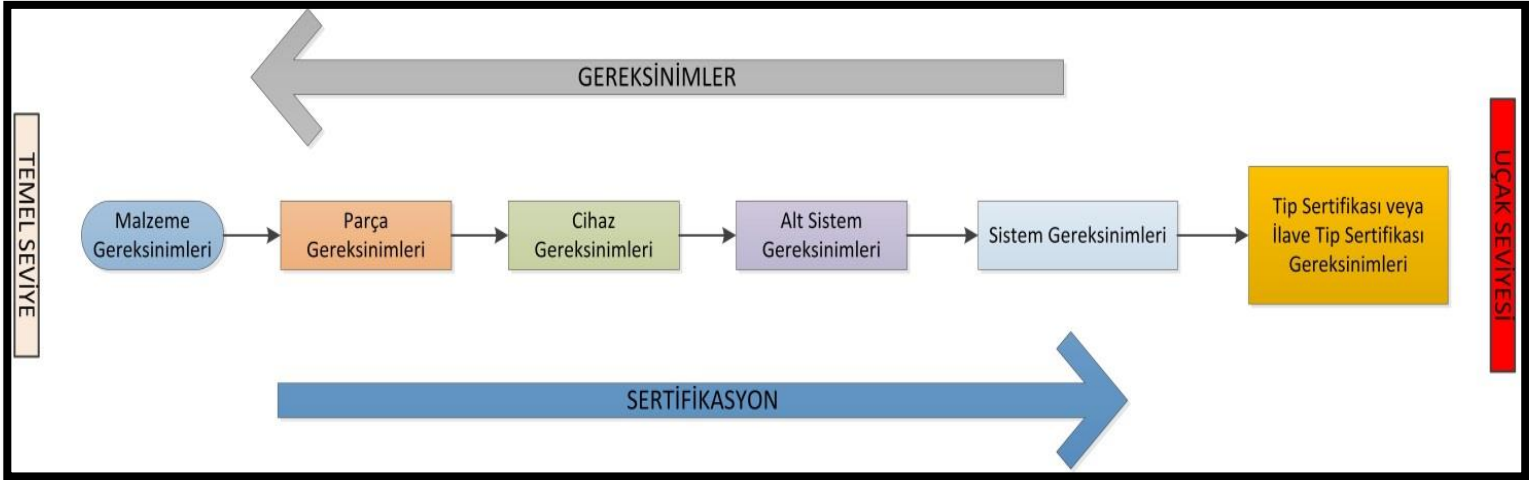 GEREKSİNİMLER
TEMEL SEVİYE
Malzeme
Gereksinimleri
Parça
Gereksinimleri
Cihaz
Gereksinimleri
Alt Sistem
Gereksinimleri
Sistem Gereksinimleri
Tip Sertifikası veya
İlave Tip Sertifikası
Gereksinimleri
UÇAK SEVİYESİ
SERTİFİKASYON